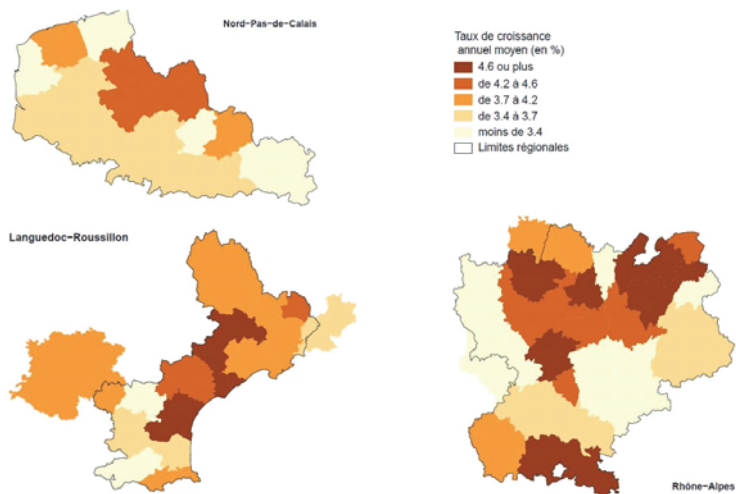 Nord-Pas-de-Calais
Taux de croissance
annuel moyen (en %)
4.6 ou plus
de 4.2 à 4.6
de 3.7 à 4.2
de 3.4 à 3.7
moins de 3.4
Limites régionales
Languedoc-Roussillon
Rhône-Alpes